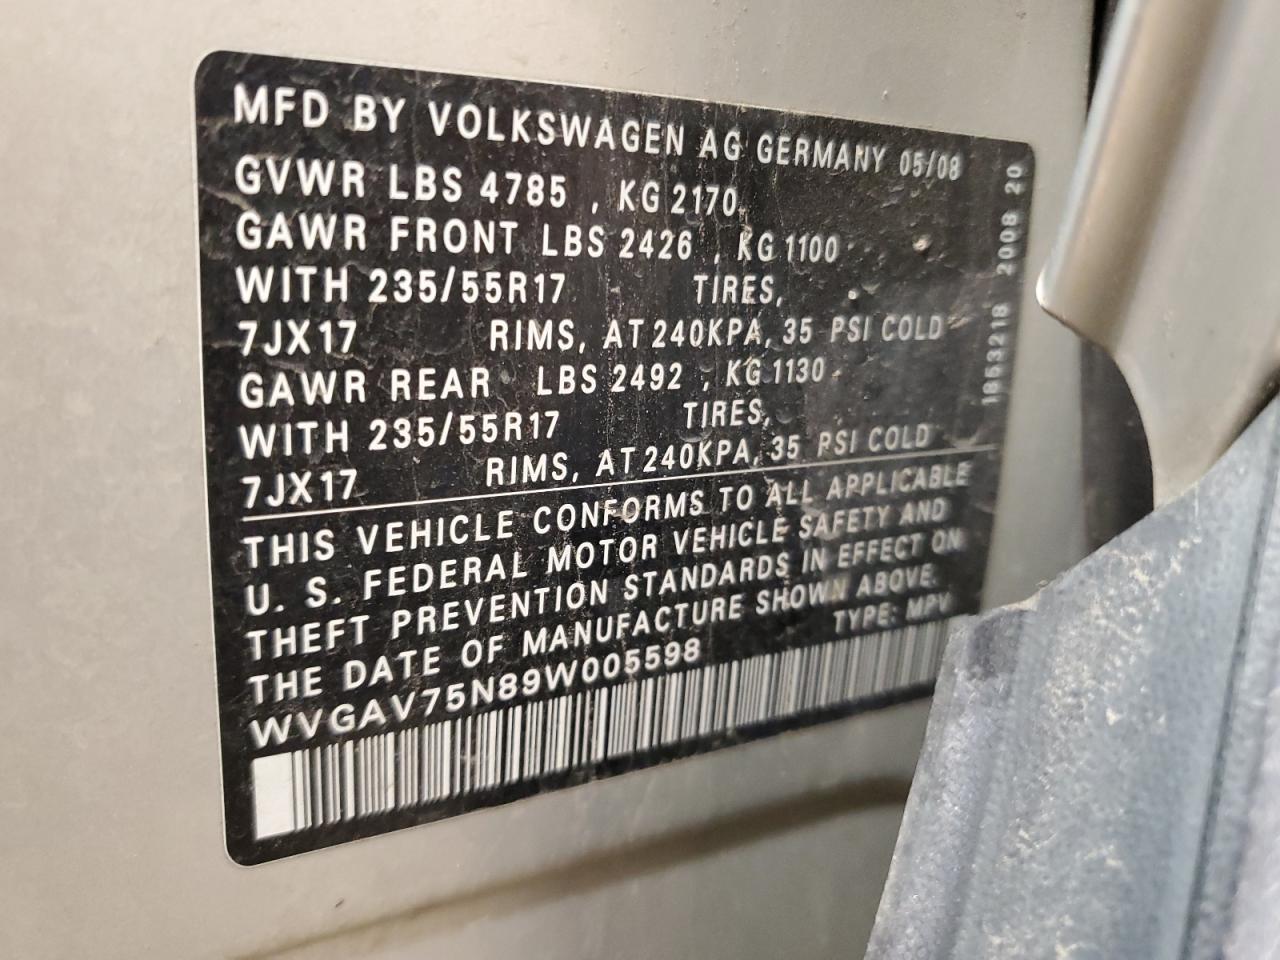 MFD BY VOLKSWAGEN AG GERMANY 05/08
GVWR LBS 4785 , KG 2170,
GAWR FRONT LBS 2426 , KG 1100
WITH 235/55R17 TIRES,
7JX17 RIMS, AT 240KPA, 35 PSI COLD
GAWR REAR LBS 2492 , KG 1130
WITH 235/55R17 TIRES,
7JX17 RIMS, AT 240KPA, 35 PSI COLD
THIS VEHICLE CONFORMS TO ALL APPLICABLE
U. S. FEDERAL MOTOR VEHICLE SAFETY AND
THEFT PREVENTION STANDARDS IN EFFECT ON
THE DATE OF MANUFACTURE SHOWN ABOVE.
WVGAV75N89W005598 TYPE: MPV
1853218 2008 20